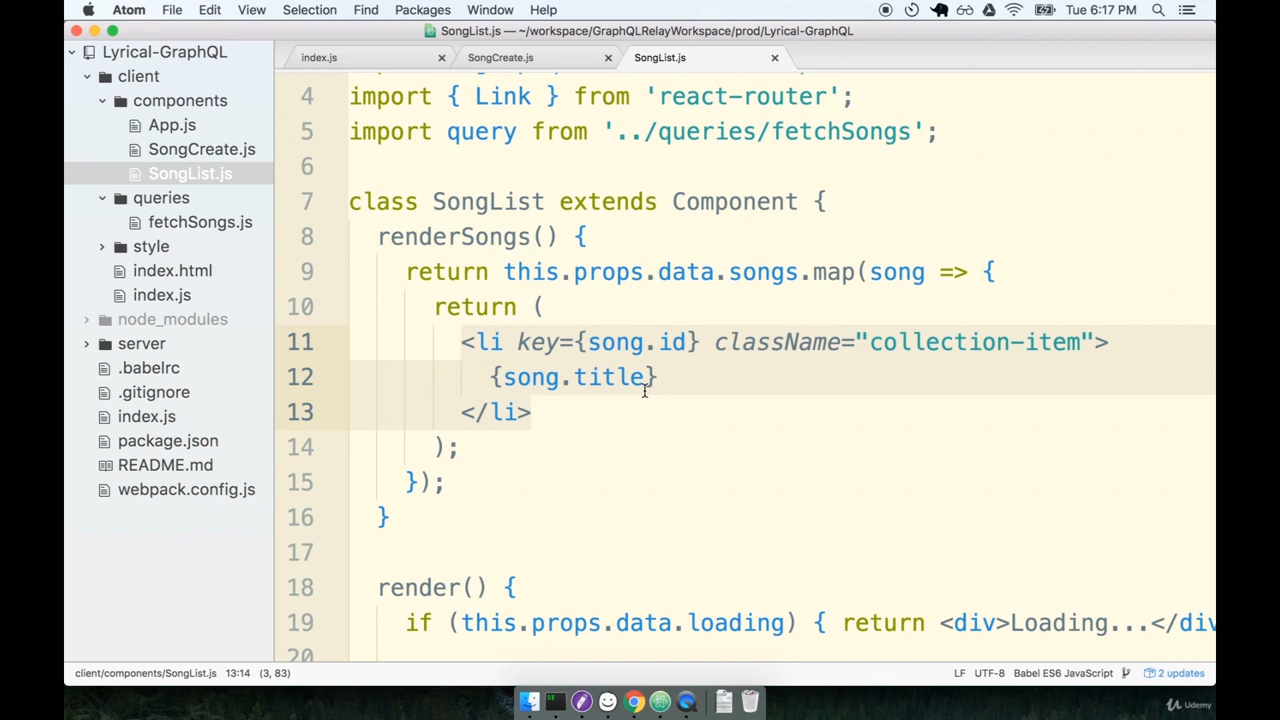 Atom File Edit View Selection Find Packages Window Help Tue 6:17 PM
SongList.js — ~/workspace/GraphQLRelayWorkspace/prod/Lyrical-GraphQL
Lyrical-GraphQL
client
components
App.js
SongCreate.js
SongList.js
queries
fetchSongs.js
style
index.html
index.js
node_modules
server
.babelrc
.gitignore
index.js
package.json
README.md
webpack.config.js
index.js SongCreate.js SongList.js
4 import { Link } from 'react-router';
5 import query from '../queries/fetchSongs';
6
7 class SongList extends Component {
8 renderSongs() {
9 return this.props.data.songs.map(song => {
10 return (
11 <li key={song.id} className="collection-item">
12 {song.title}
13 </li>
14 );
15 });
16 }
17
18 render() {
19 if (this.props.data.loading) { return <div>Loading...</div
20
client/components/SongList.js 13:14 (3, 83) LF UTF-8 Babel ES6 JavaScript 2 updates
Udemy